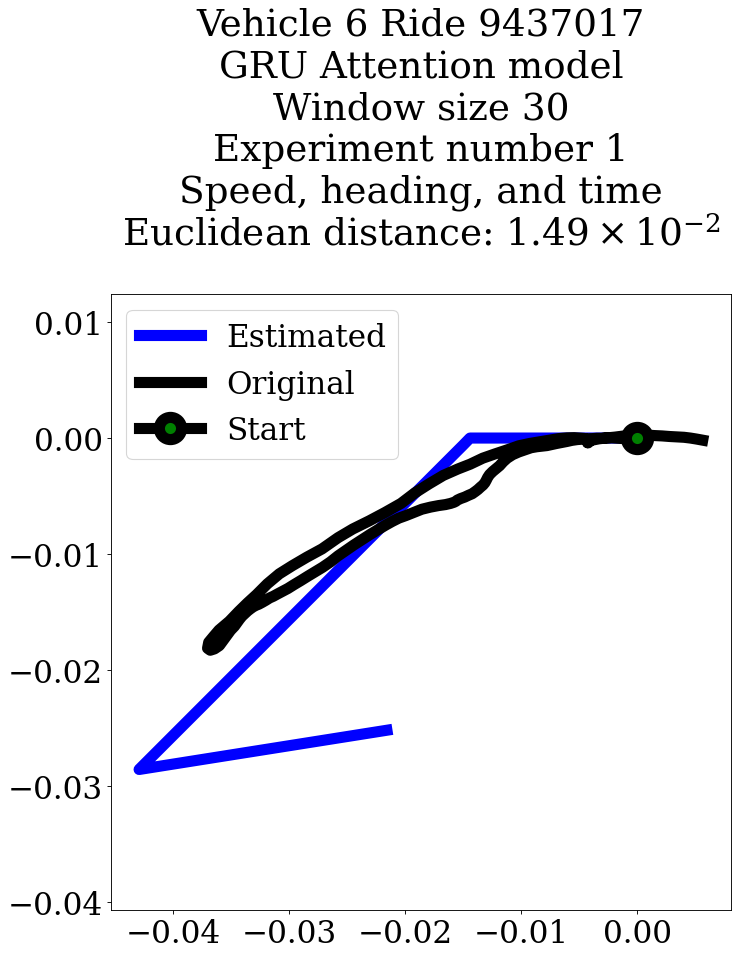 Vehicle 6 Ride 9437017
GRU Attention model
Window size 30
Experiment number 1
Speed, heading, and time
Euclidean distance: 1.49 × 10⁻²
Estimated
Original
Start
0.01
0.00
−0.01
−0.02
−0.03
−0.04
−0.04 −0.03 −0.02 −0.01 0.00